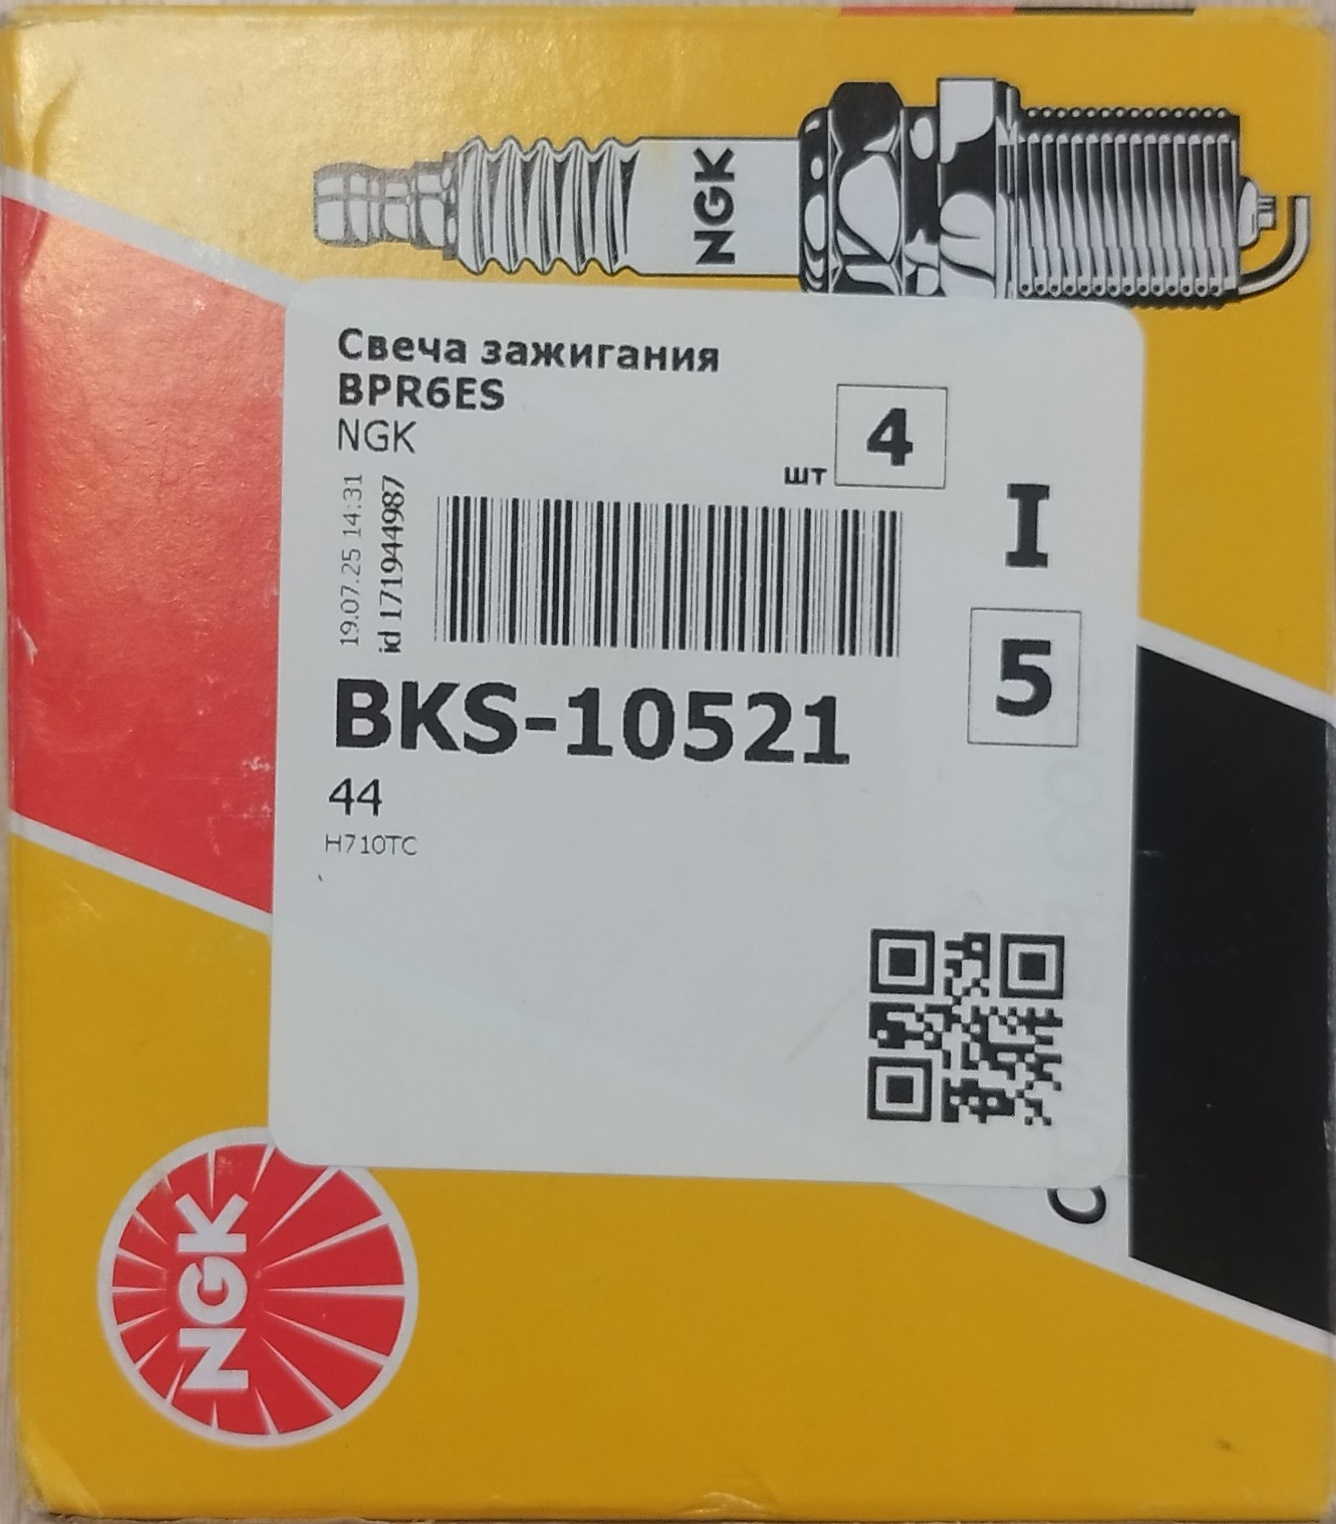 NGK
Свеча зажигания
BPR6ES
NGK
шт 4
I
5
19.07.25 14:31
id 171944987
BKS-10521
44
H710TC
NGK